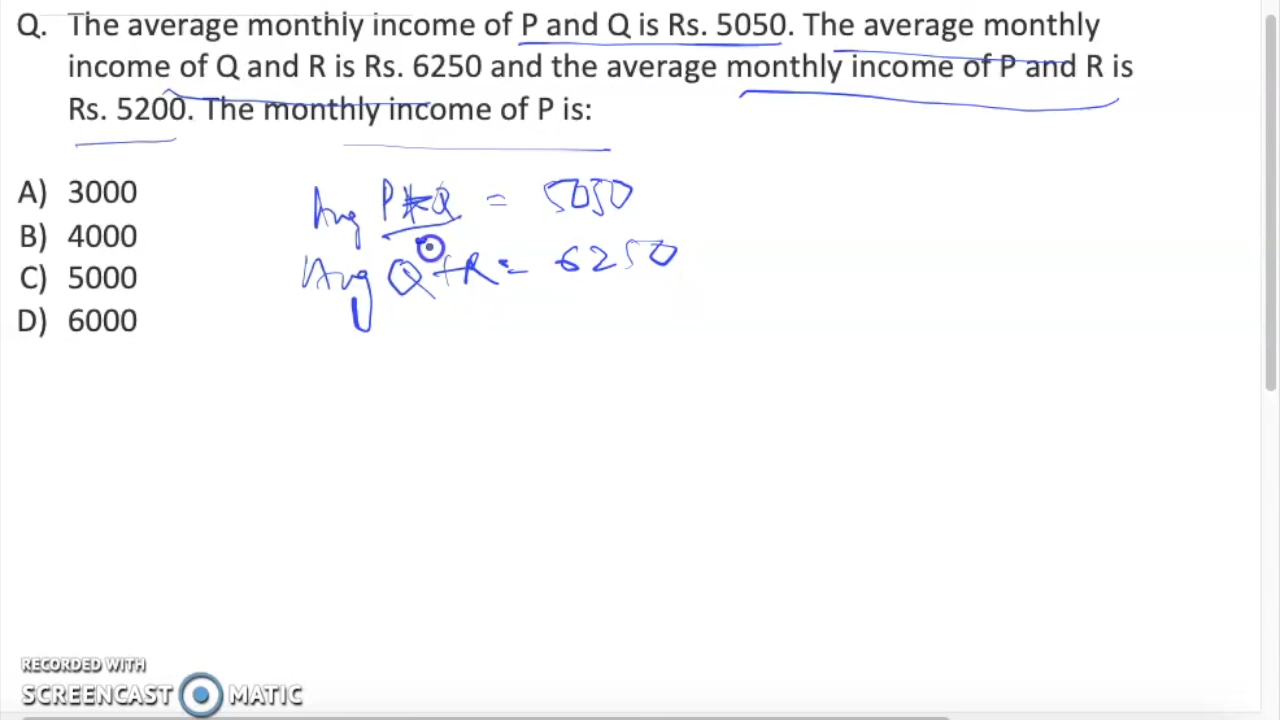 Q. The average monthly income of P and Q is Rs. 5050. The average monthly
income of Q and R is Rs. 6250 and the average monthly income of P and R is
Rs. 5200. The monthly income of P is:
A) 3000
B) 4000
C) 5000
D) 6000
Avg P+Q = 5050
Avg Q+R = 6250
RECORDED WITH
SCREENCAST MATIC